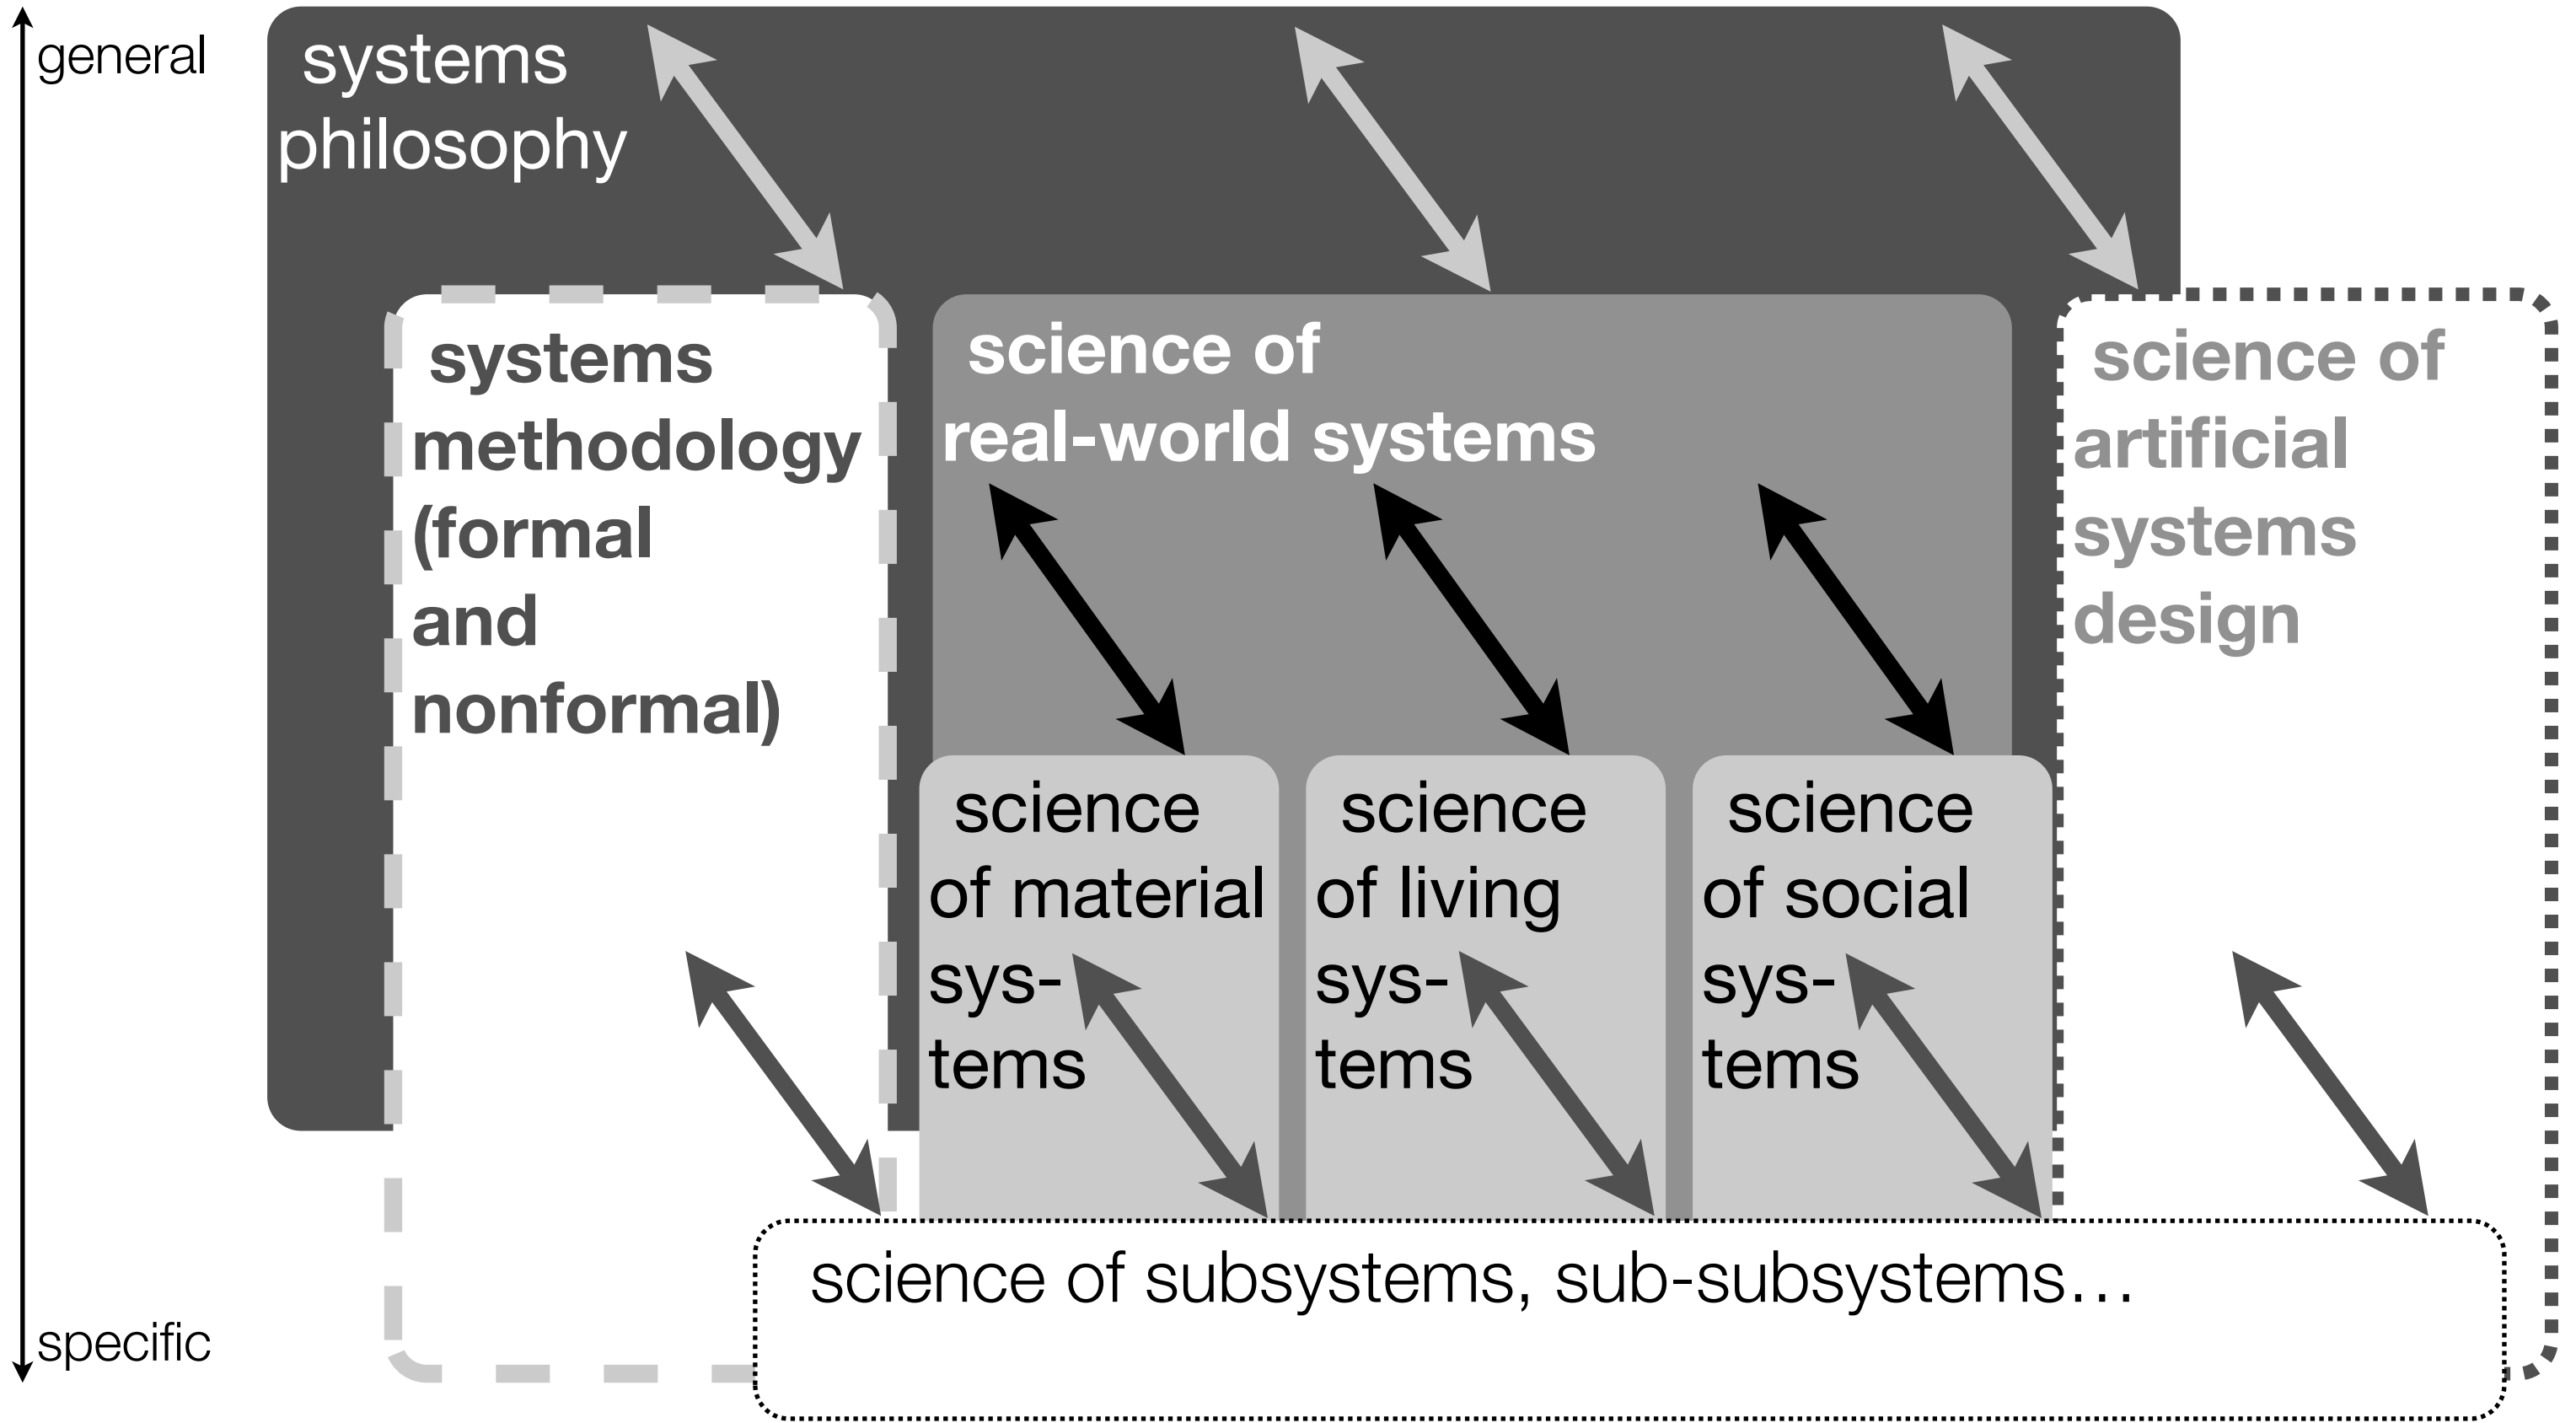 general
systems
philosophy
systems
methodology
(formal
and
nonformal)
science of
real-world systems
science of
artificial
systems
design
science
of material
sys-
tems
science
of living
sys-
tems
science
of social
sys-
tems
science of subsystems, sub-subsystems…
specific